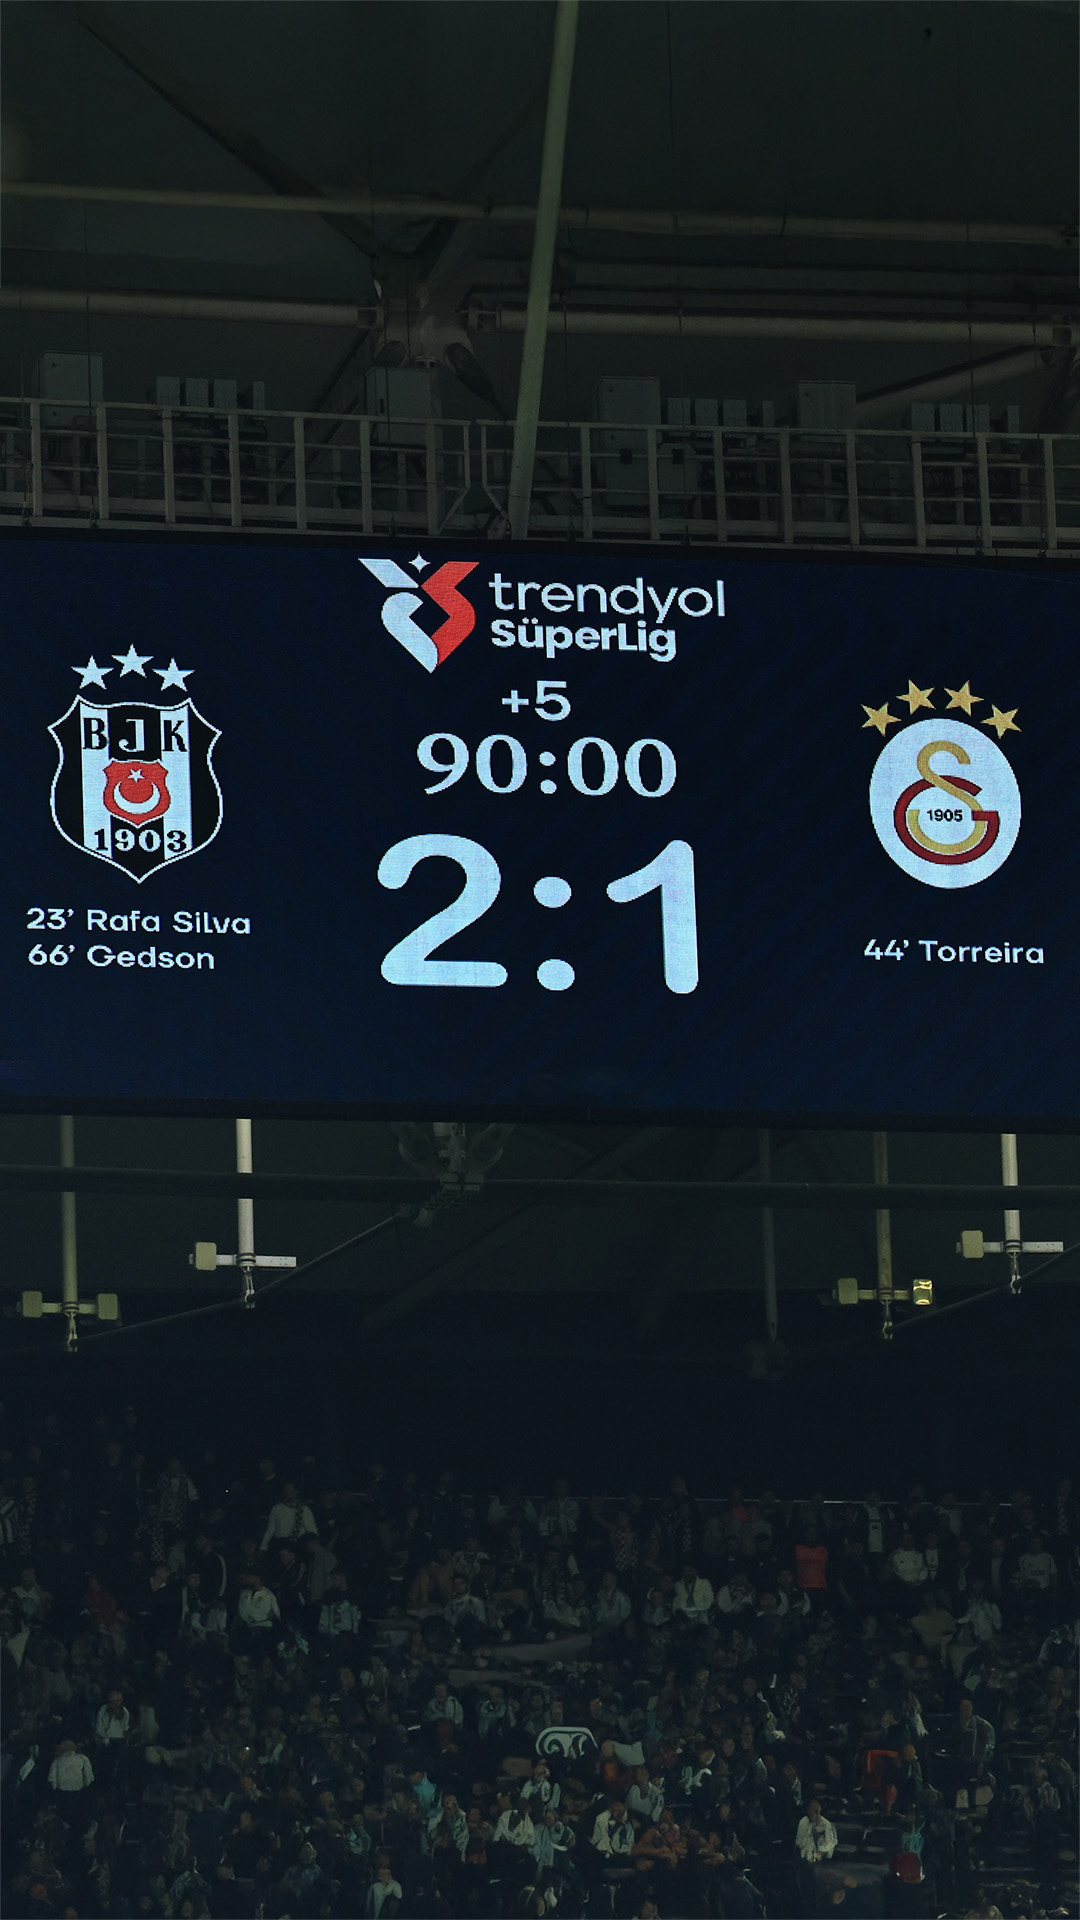 trendyol
SüperLig
+5
90:00
2:1
BJK
1903
23’ Rafa Silva
66’ Gedson
1905
44’ Torreira